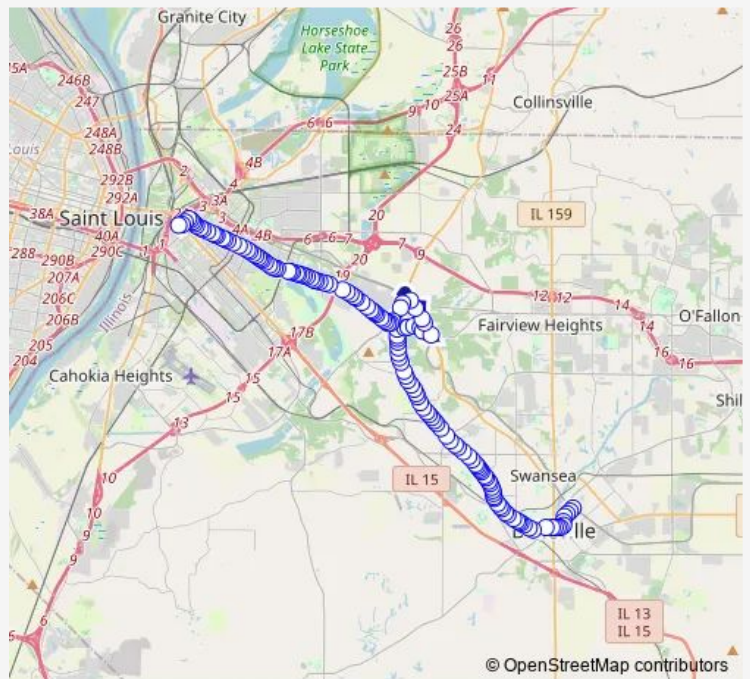 Granite City
Horseshoe
Lake State
Park
26
26
15A
246B
25B
11
247
25A
Collinsville
9 10
6 6
24
248A
248B
4B
292B
2
4
292A
3A
IL 159
38A
Saint Louis
3
3
20
40A
4A 4B
6 6 7
7
1
1
290C
9
288
290B
20
207A
19
12 12
14
206C
14
O'Fallon
206B
Fairview Heights
Illinois
17B
205
16
16
204
17A
Cahokia Heights
15
15
Shil
13
Swansea
IL 15
10
10
lle
9
9
IL 13
IL 15
6
6
© OpenStreetMap contributors